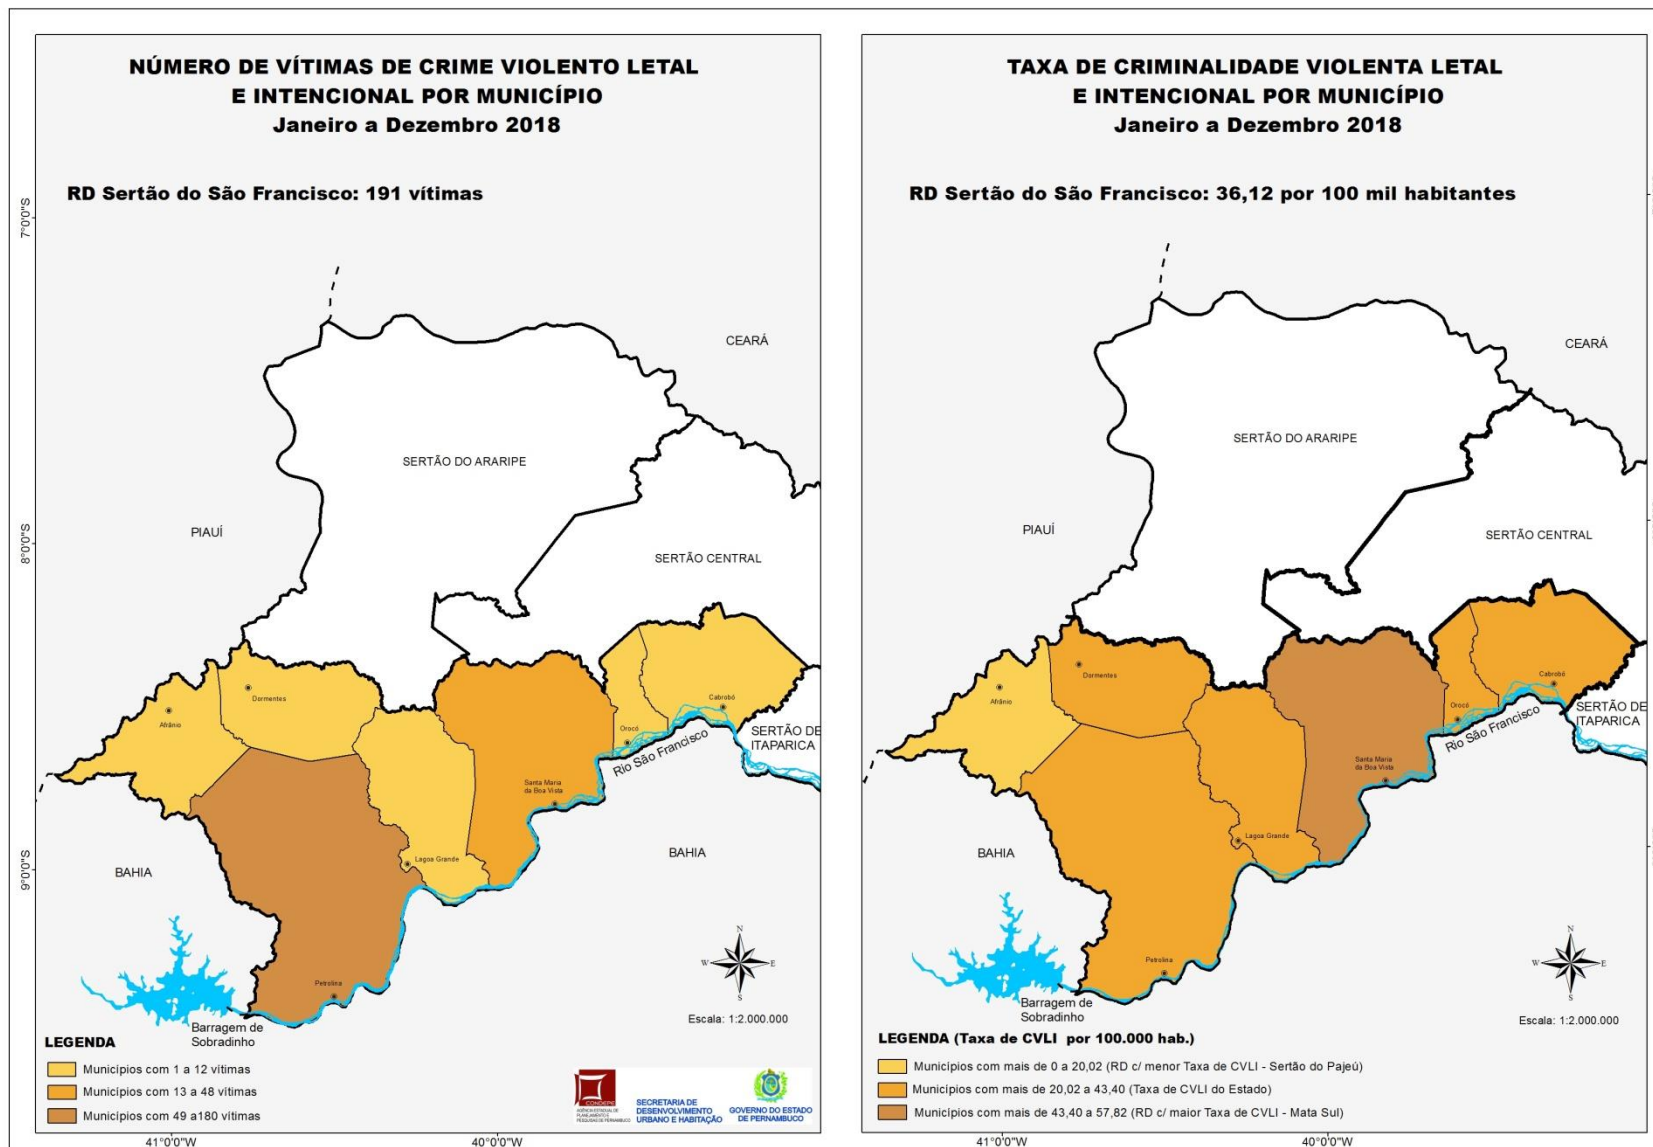 NÚMERO DE VÍTIMAS DE CRIME VIOLENTO LETAL
E INTENCIONAL POR MUNICÍPIO
Janeiro a Dezembro 2018
RD Sertão do São Francisco: 191 vítimas
7°0'0"S
8°0'0"S
9°0'0"S
CEARÁ
SERTÃO DO ARARIPE
PIAUÍ
SERTÃO CENTRAL
Dormentes
Afrânio
Cabrobó
Orocó
SERTÃO DE
ITAPARICA
Rio São Francisco
Santa Maria
da Boa Vista
Lagoa Grande
BAHIA
BAHIA
Petrolina
N
W
E
S
Barragem de
Sobradinho
Escala: 1:2.000.000
LEGENDA
Municípios com 1 a 12 vítimas
Municípios com 13 a 48 vítimas
Municípios com 49 a180 vítimas
CONDEPE
AGÊNCIA ESTADUAL DE
PLANEJAMENTO E
PESQUISAS DE PERNAMBUCO
SECRETARIA DE
DESENVOLVIMENTO
URBANO E HABITAÇÃO
GOVERNO DO ESTADO
DE PERNAMBUCO
41°0'0"W
40°0'0"W
TAXA DE CRIMINALIDADE VIOLENTA LETAL
E INTENCIONAL POR MUNICÍPIO
Janeiro a Dezembro 2018
RD Sertão do São Francisco: 36,12 por 100 mil habitantes
CEARÁ
SERTÃO DO ARARIPE
PIAUÍ
SERTÃO CENTRAL
Dormentes
Afrânio
Cabrobó
Orocó
SERTÃO DE
ITAPARICA
Rio São Francisco
Santa Maria
da Boa Vista
Lagoa Grande
BAHIA
BAHIA
Petrolina
N
W
E
S
Barragem de
Sobradinho
Escala: 1:2.000.000
LEGENDA (Taxa de CVLI por 100.000 hab.)
Municípios com mais de 0 a 20,02 (RD c/ menor Taxa de CVLI - Sertão do Pajeú)
Municípios com mais de 20,02 a 43,40 (Taxa de CVLI do Estado)
Municípios com mais de 43,40 a 57,82 (RD c/ maior Taxa de CVLI - Mata Sul)
41°0'0"W
40°0'0"W